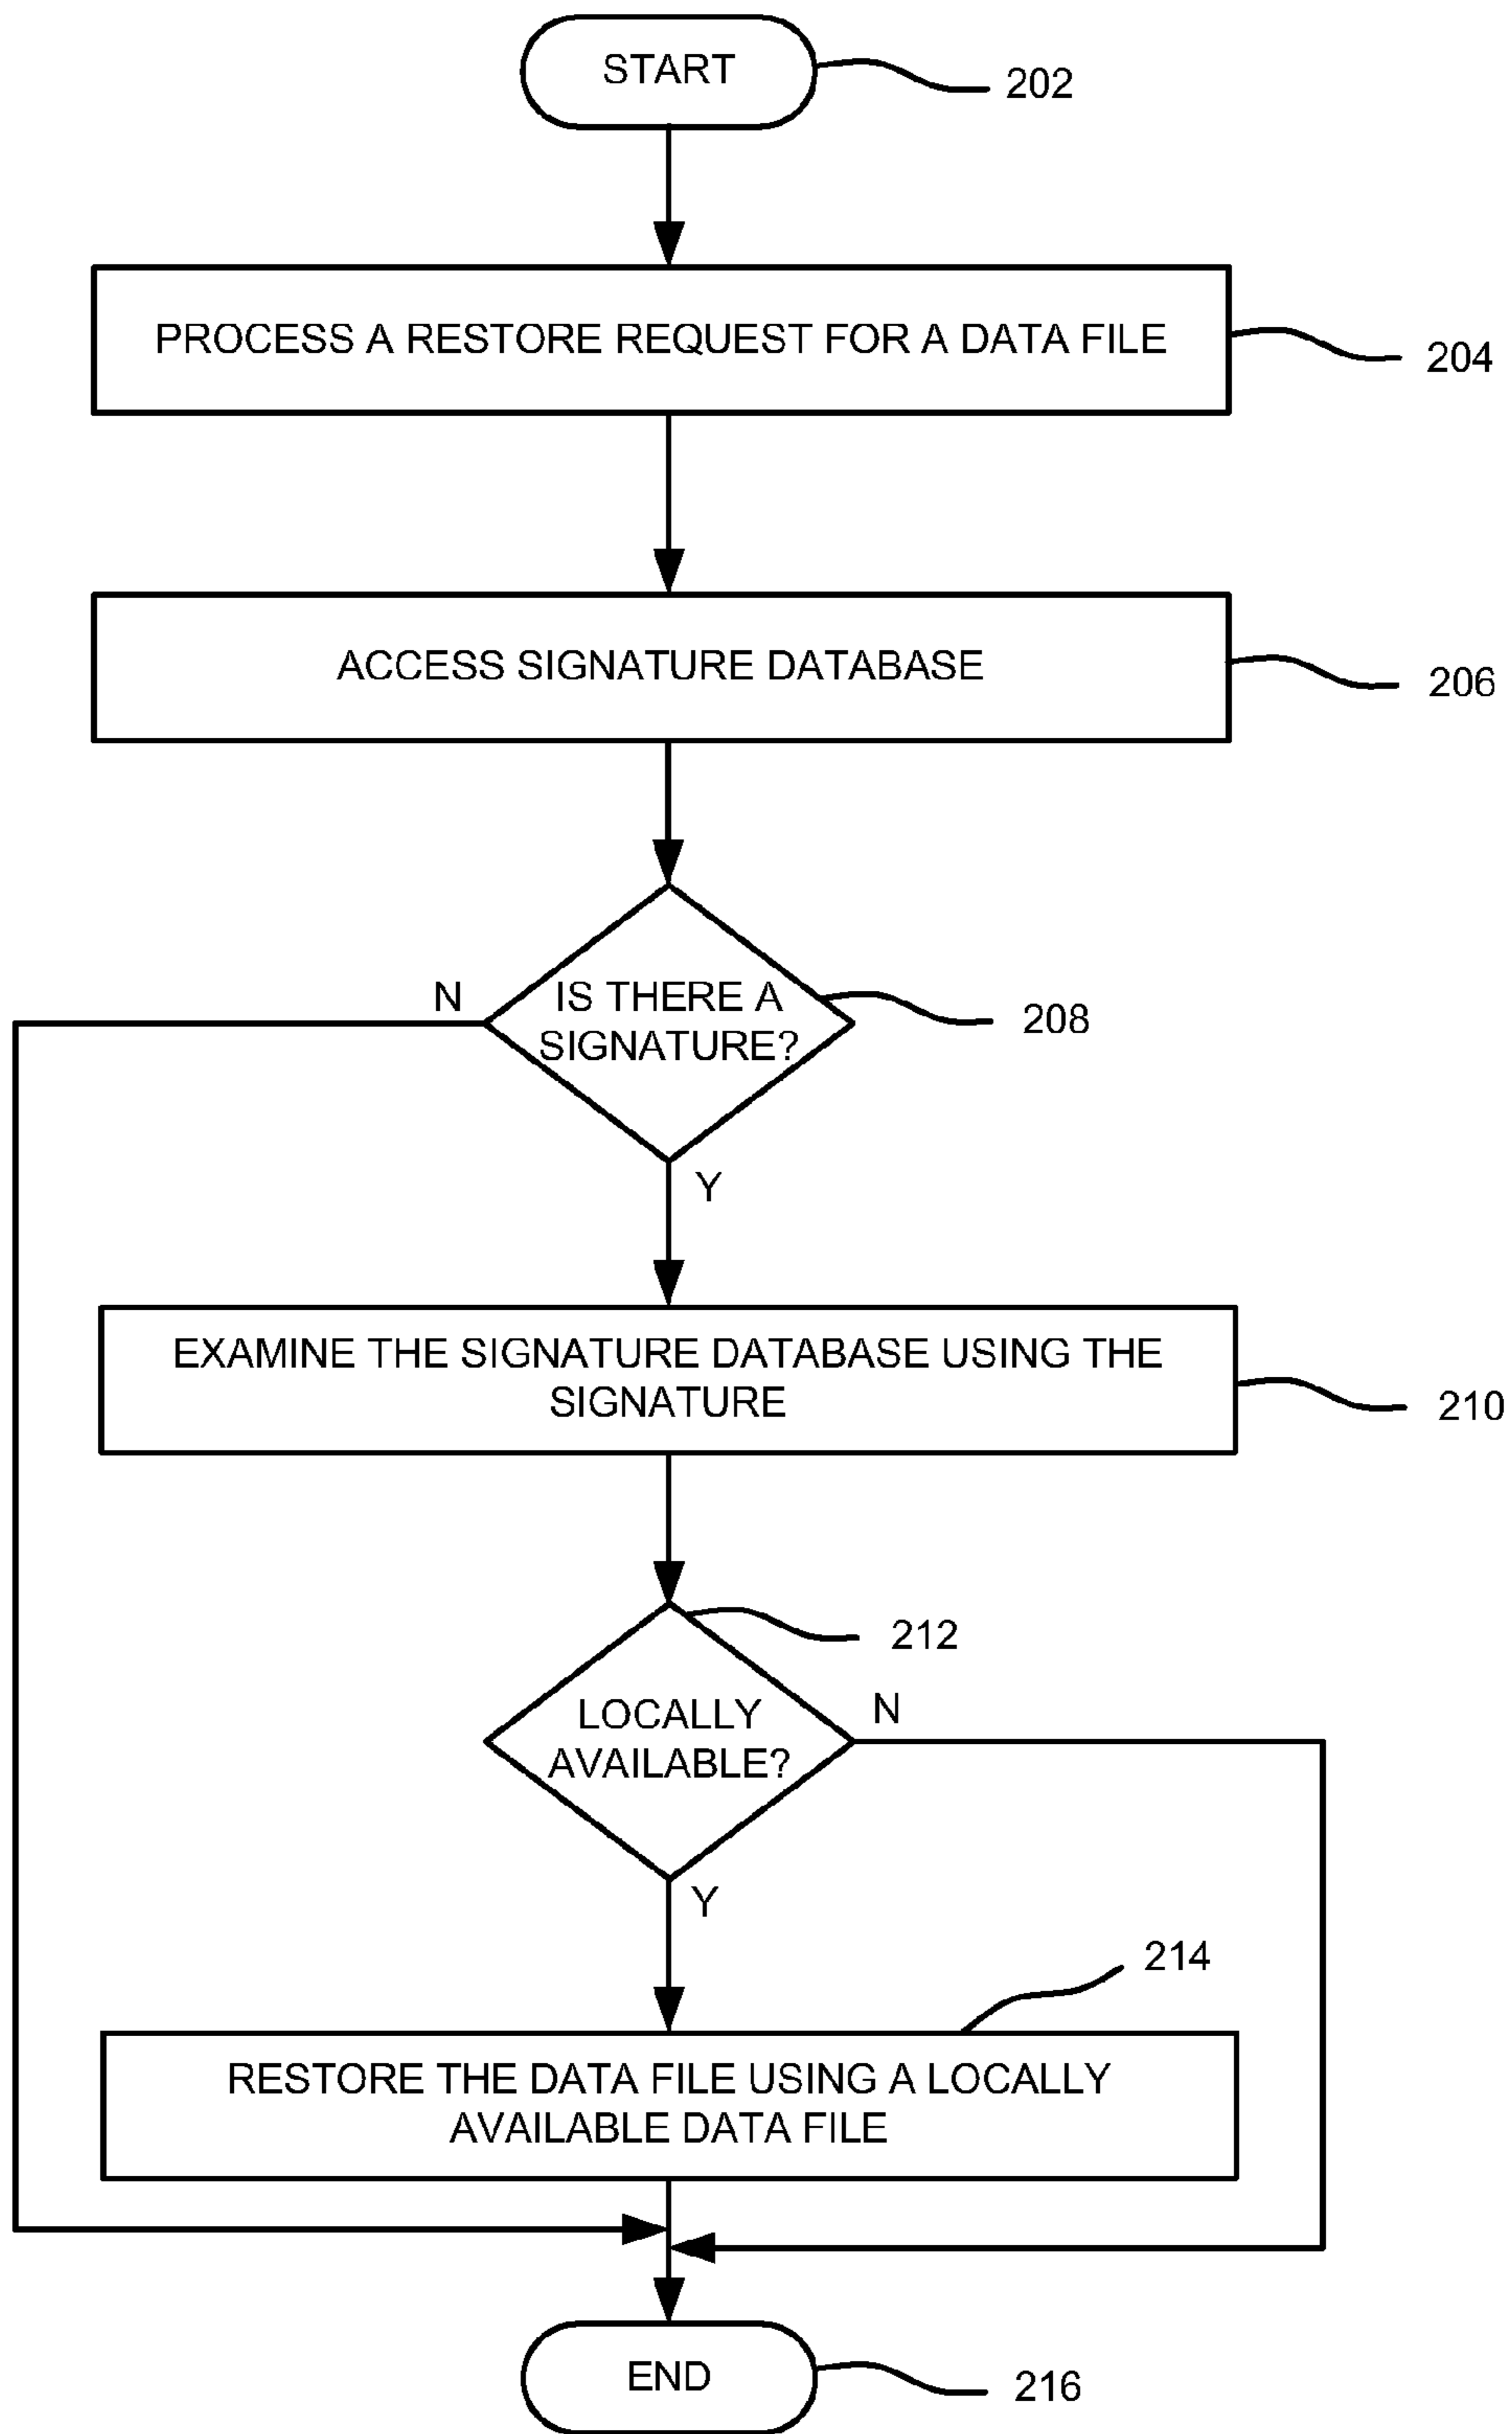 START
202
PROCESS A RESTORE REQUEST FOR A DATA FILE
204
ACCESS SIGNATURE DATABASE
206
N
IS THERE A
SIGNATURE?
208
Y
EXAMINE THE SIGNATURE DATABASE USING THE
SIGNATURE
210
212
LOCALLY
AVAILABLE?
N
Y
214
RESTORE THE DATA FILE USING A LOCALLY
AVAILABLE DATA FILE
END
216